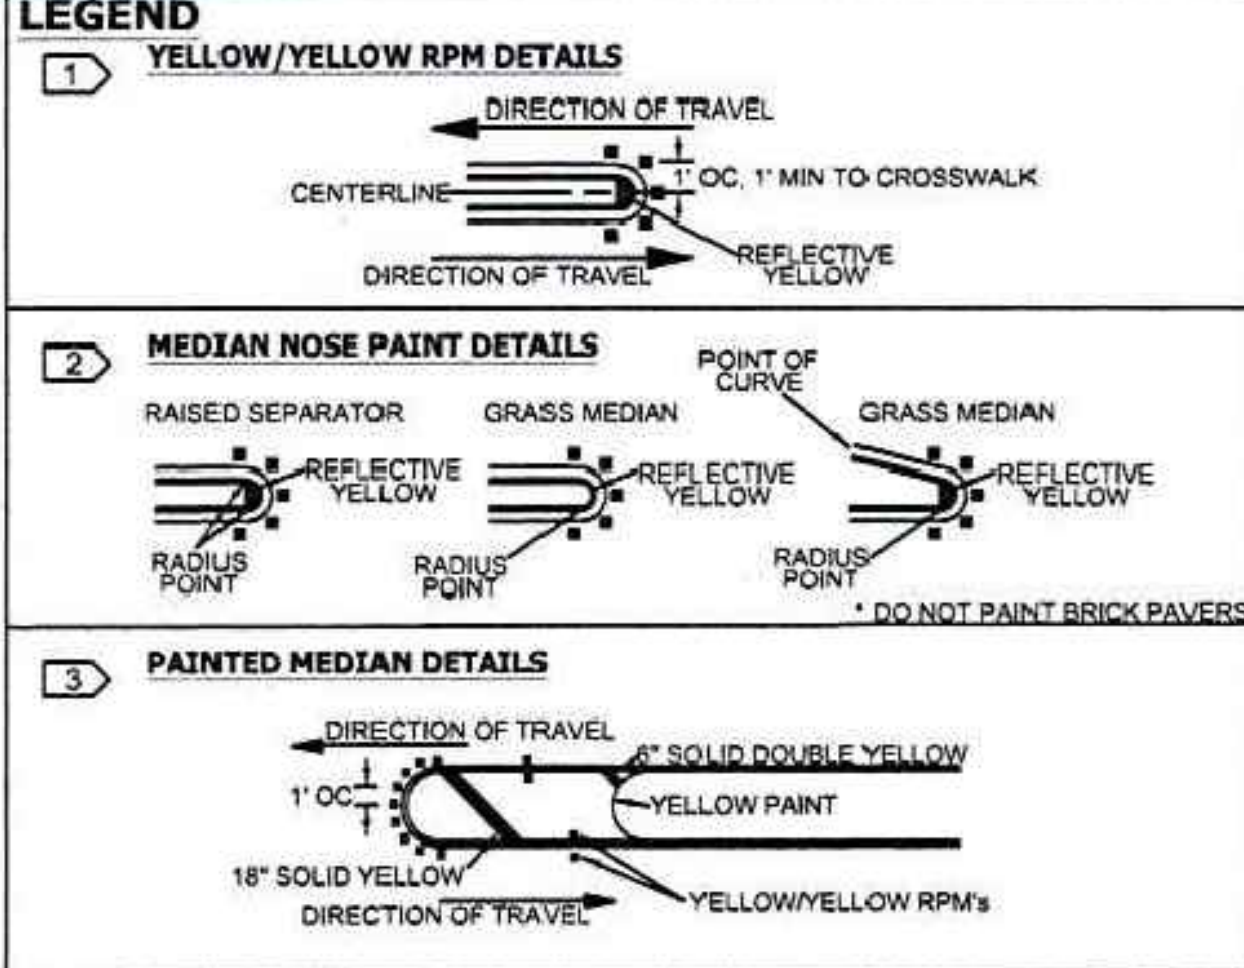 LEGEND
1
YELLOW/YELLOW RPM DETAILS
DIRECTION OF TRAVEL
CENTERLINE
1' OC, 1' MIN TO CROSSWALK
REFLECTIVE
YELLOW
DIRECTION OF TRAVEL
2
MEDIAN NOSE PAINT DETAILS
POINT OF
CURVE
RAISED SEPARATOR
GRASS MEDIAN
GRASS MEDIAN
REFLECTIVE
YELLOW
REFLECTIVE
YELLOW
REFLECTIVE
YELLOW
RADIUS
POINT
RADIUS
POINT
RADIUS
POINT
* DO NOT PAINT BRICK PAVERS
3
PAINTED MEDIAN DETAILS
DIRECTION OF TRAVEL
6" SOLID DOUBLE YELLOW
1' OC
YELLOW PAINT
18" SOLID YELLOW
YELLOW/YELLOW RPM's
DIRECTION OF TRAVEL